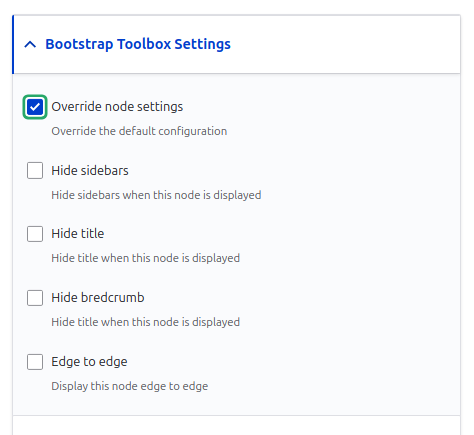 Bootstrap Toolbox Settings
Override node settings
Override the default configuration
Hide sidebars
Hide sidebars when this node is displayed
Hide title
Hide title when this node is displayed
Hide bredcrumb
Hide title when this node is displayed
Edge to edge
Display this node edge to edge